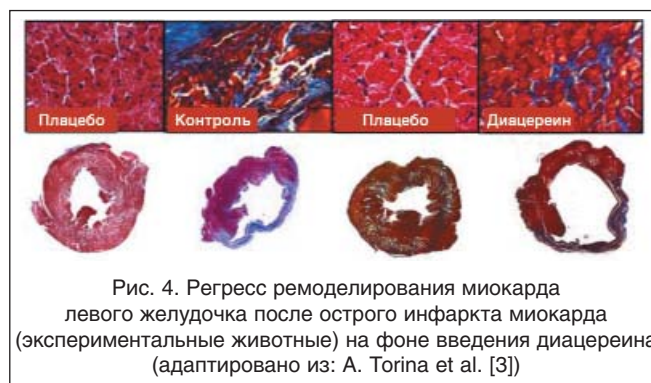 Плацебо Контроль Плацебо Диацереин
Рис. 4. Регресс ремоделирования миокарда
левого желудочка после острого инфаркта миокарда
(экспериментальные животные) на фоне введения диацереина
(адаптировано из: A. Torina et al. [3])